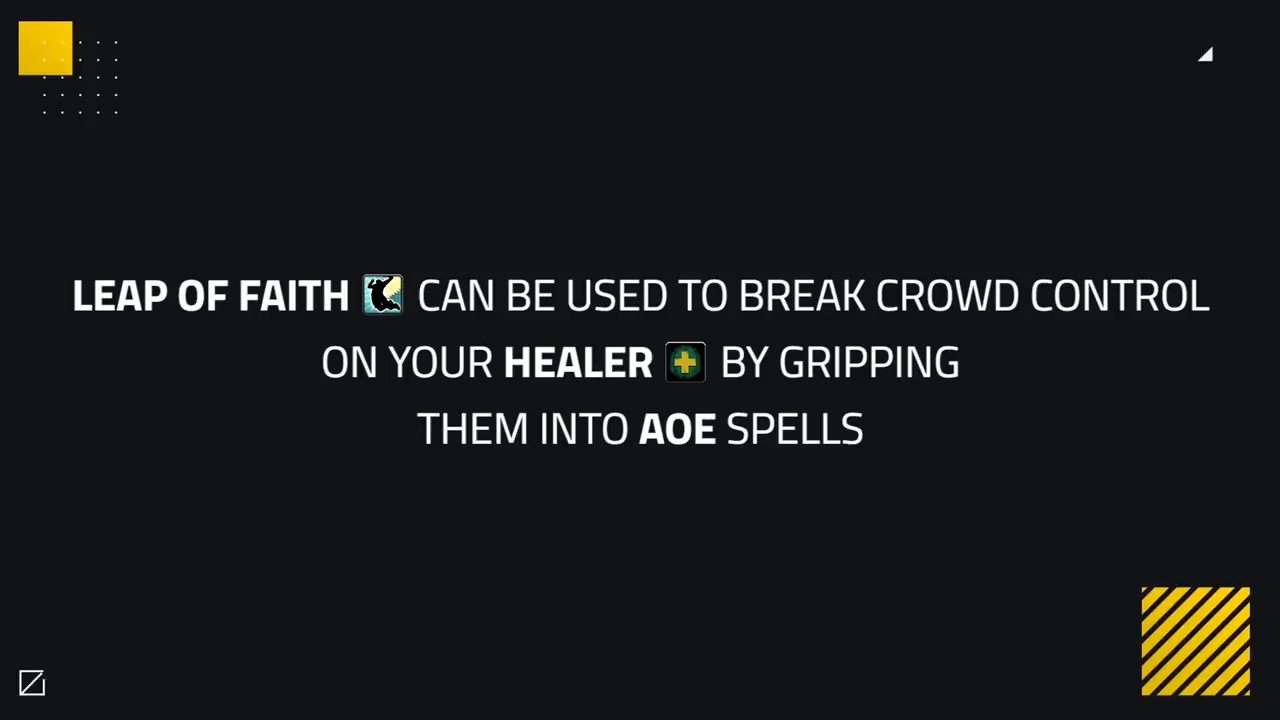 LEAP OF FAITH CAN BE USED TO BREAK CROWD CONTROL
ON YOUR HEALER BY GRIPPING
THEM INTO AOE SPELLS